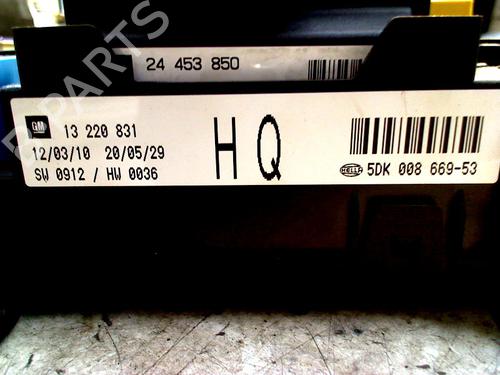 24 453 850
GM 13 220 831
12/03/10 20/05/29
SW 0912 / HW 0036
HQ
HELLA 5DK 008 669-53
B-PARTS